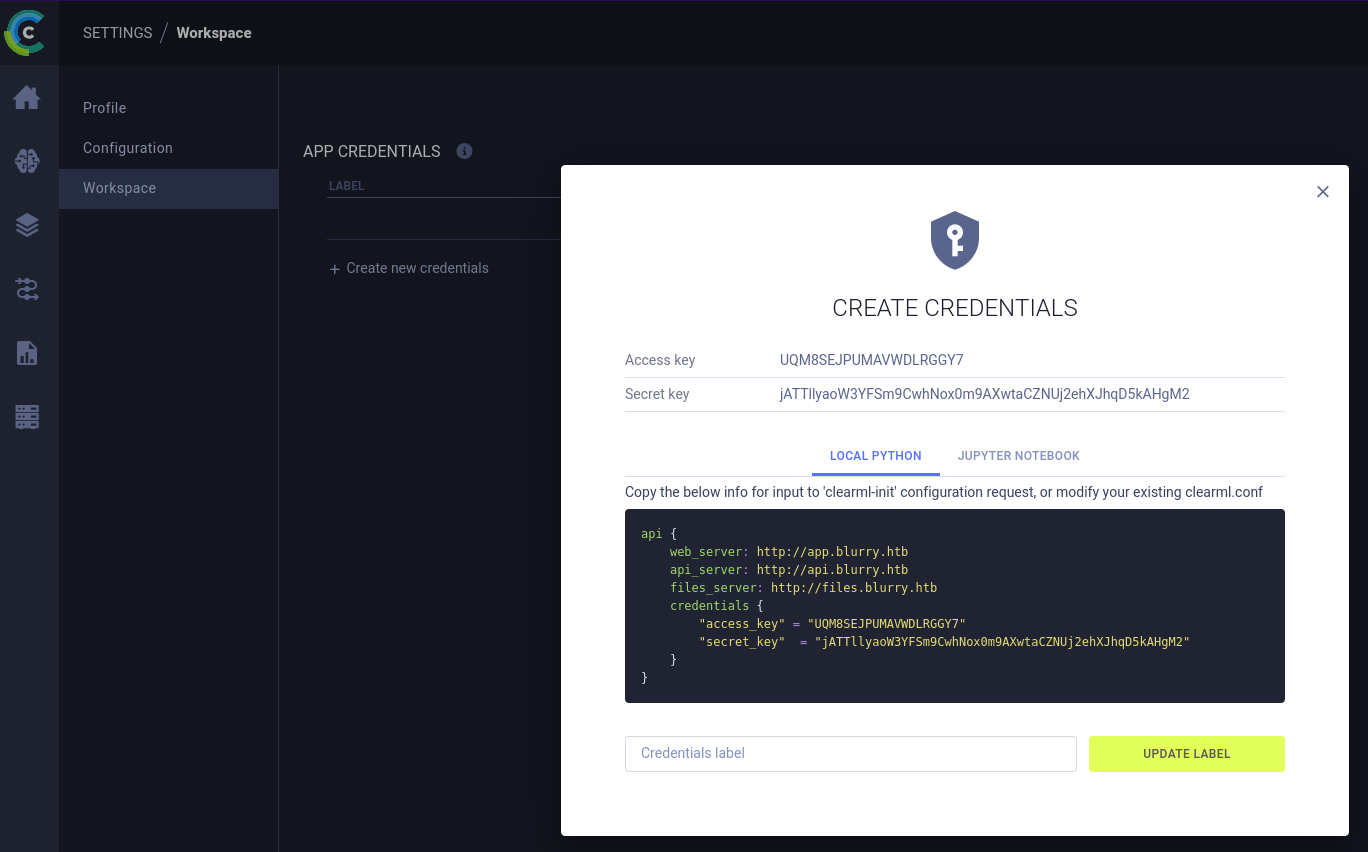 C
SETTINGS / Workspace
Profile
Configuration
Workspace
APP CREDENTIALS
LABEL
+ Create new credentials
CREATE CREDENTIALS
Access key UQM8SEJPUMAVWDLRGGY7
Secret key jATTllyaoW3YFSm9CwhNox0m9AXwtaCZNUj2ehXJhqD5kAHgM2
LOCAL PYTHON JUPYTER NOTEBOOK
Copy the below info for input to 'clearml-init' configuration request, or modify your existing clearml.conf
api {
    web_server: http://app.blurry.htb
    api_server: http://api.blurry.htb
    files_server: http://files.blurry.htb
    credentials {
        "access_key" = "UQM8SEJPUMAVWDLRGGY7"
        "secret_key"  = "jATTllyaoW3YFSm9CwhNox0m9AXwtaCZNUj2ehXJhqD5kAHgM2"
    }
}
Credentials label
UPDATE LABEL